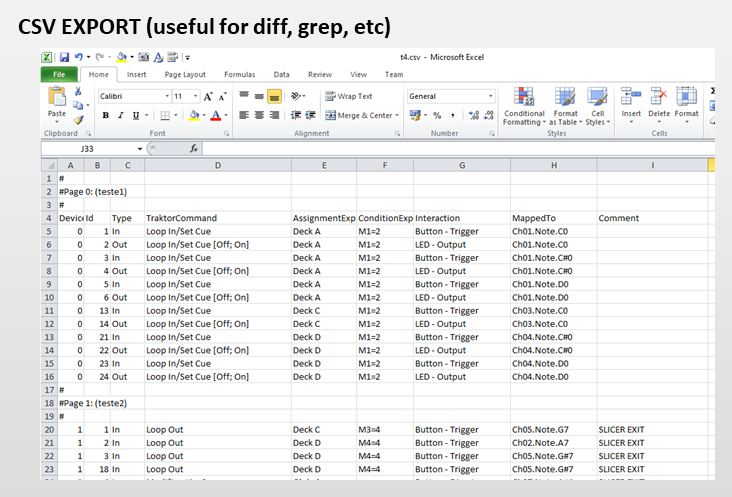 CSV EXPORT (useful for diff, grep, etc)
t4.csv - Microsoft Excel
File Home Insert Page Layout Formulas Data Review View Team
Calibri 11 A A Wrap Text General
Paste B I U Merge & Center % , Conditional Formatting Format as Table Cell Styles Insert Delete Format
Clipboard Font Alignment Number Styles Cells
J33 fx
A B C D E F G H I
1 #
2 #Page 0: (teste1)
3 #
4 Device Id Type TraktorCommand AssignmentExp ConditionExp Interaction MappedTo Comment
5 0 1 In Loop In/Set Cue Deck A M1=2 Button - Trigger Ch01.Note.C0
6 0 2 Out Loop In/Set Cue [Off; On] Deck A M1=2 LED - Output Ch01.Note.C0
7 0 3 In Loop In/Set Cue Deck A M1=2 Button - Trigger Ch01.Note.C#0
8 0 4 Out Loop In/Set Cue [Off; On] Deck A M1=2 LED - Output Ch01.Note.C#0
9 0 5 In Loop In/Set Cue Deck A M1=2 Button - Trigger Ch01.Note.D0
10 0 6 Out Loop In/Set Cue [Off; On] Deck A M1=2 LED - Output Ch01.Note.D0
11 0 13 In Loop In/Set Cue Deck C M1=2 Button - Trigger Ch03.Note.C0
12 0 14 Out Loop In/Set Cue [Off; On] Deck C M1=2 LED - Output Ch03.Note.C0
13 0 21 In Loop In/Set Cue Deck D M1=2 Button - Trigger Ch04.Note.C#0
14 0 22 Out Loop In/Set Cue [Off; On] Deck D M1=2 LED - Output Ch04.Note.C#0
15 0 23 In Loop In/Set Cue Deck D M1=2 Button - Trigger Ch04.Note.D0
16 0 24 Out Loop In/Set Cue [Off; On] Deck D M1=2 LED - Output Ch04.Note.D0
17 #
18 #Page 1: (teste2)
19 #
20 1 1 In Loop Out Deck C M3=4 Button - Trigger Ch05.Note.G7 SLICER EXIT
21 1 2 In Loop Out Deck D M4=4 Button - Trigger Ch02.Note.A7 SLICER EXIT
22 1 3 In Loop Out Deck D M4=4 Button - Trigger Ch05.Note.G#7 SLICER EXIT
23 1 18 In Loop Out Deck D M4=4 Button - Trigger Ch05.Note.G#7 SLICER EXIT